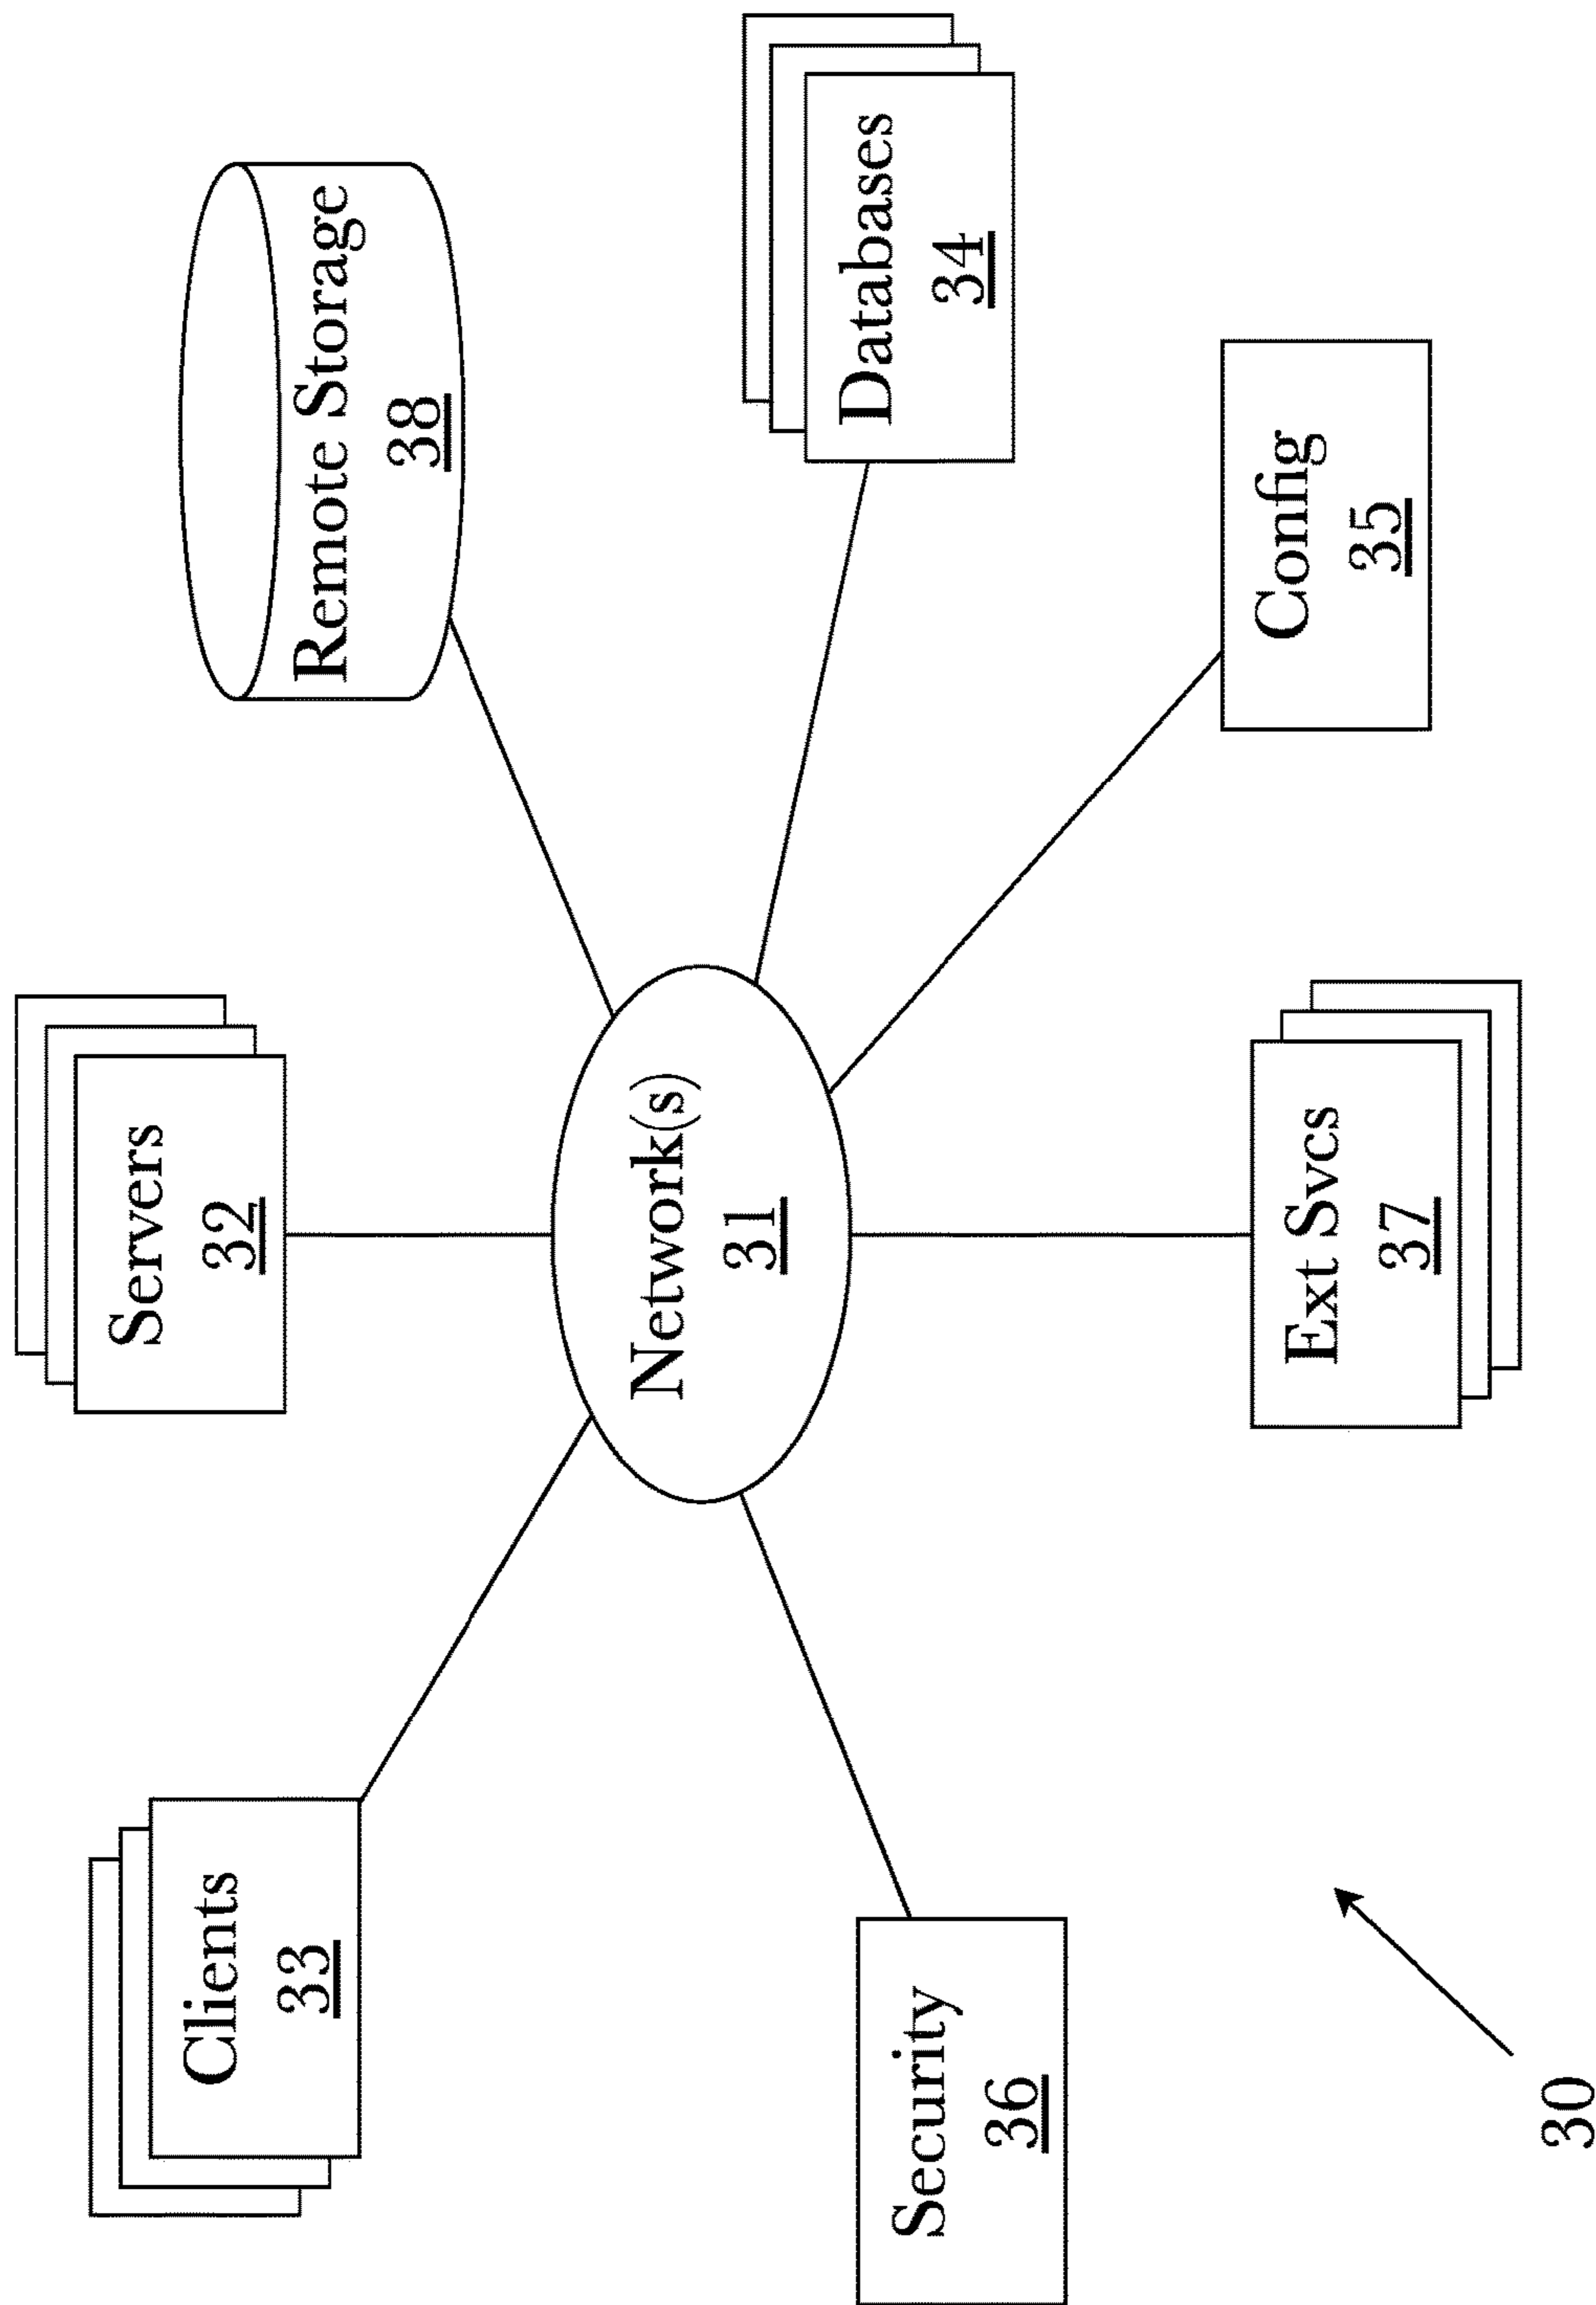 Servers
32
Clients
33
Remote Storage
38
Network(s)
31
Databases
34
Security
36
Ext Svcs
37
Config
35
30